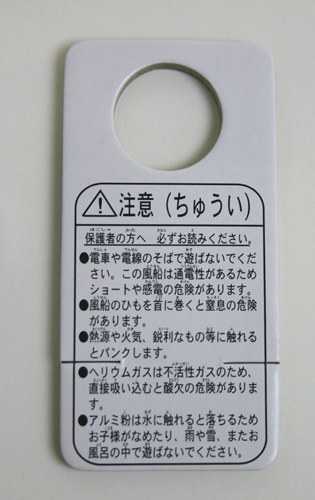 ⚠注意(ちゅうい)
保護者の方へ 必ずお読みください。
●電車や電線のそばで遊ばないでく
ださい。この風船は通電性があるため
ショートや感電の危険があります。
●風船のひもを首に巻くと窒息の危険
があります。
●熱源や火気、鋭利なもの等に触れる
とパンクします。
●ヘリウムガスは不活性ガスのため、
直接吸い込むと酸欠の危険がありま
す。
●アルミ粉は水に触れると落ちるため
お子様がなめたり、雨や雪、またお
風呂の中で遊ばないでください。